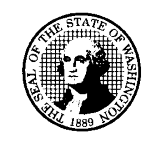 THE SEAL OF THE STATE OF WASHINGTON
1889